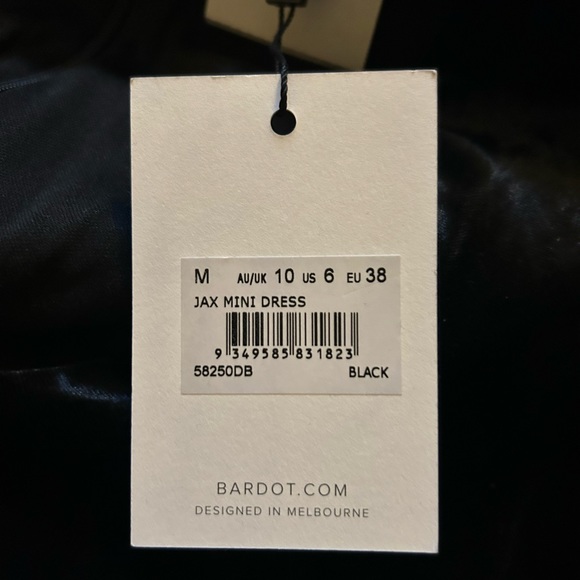 M AU/UK 10 US 6 EU 38
JAX MINI DRESS
9 349585 831823
58250DB BLACK
BARDOT.COM
DESIGNED IN MELBOURNE